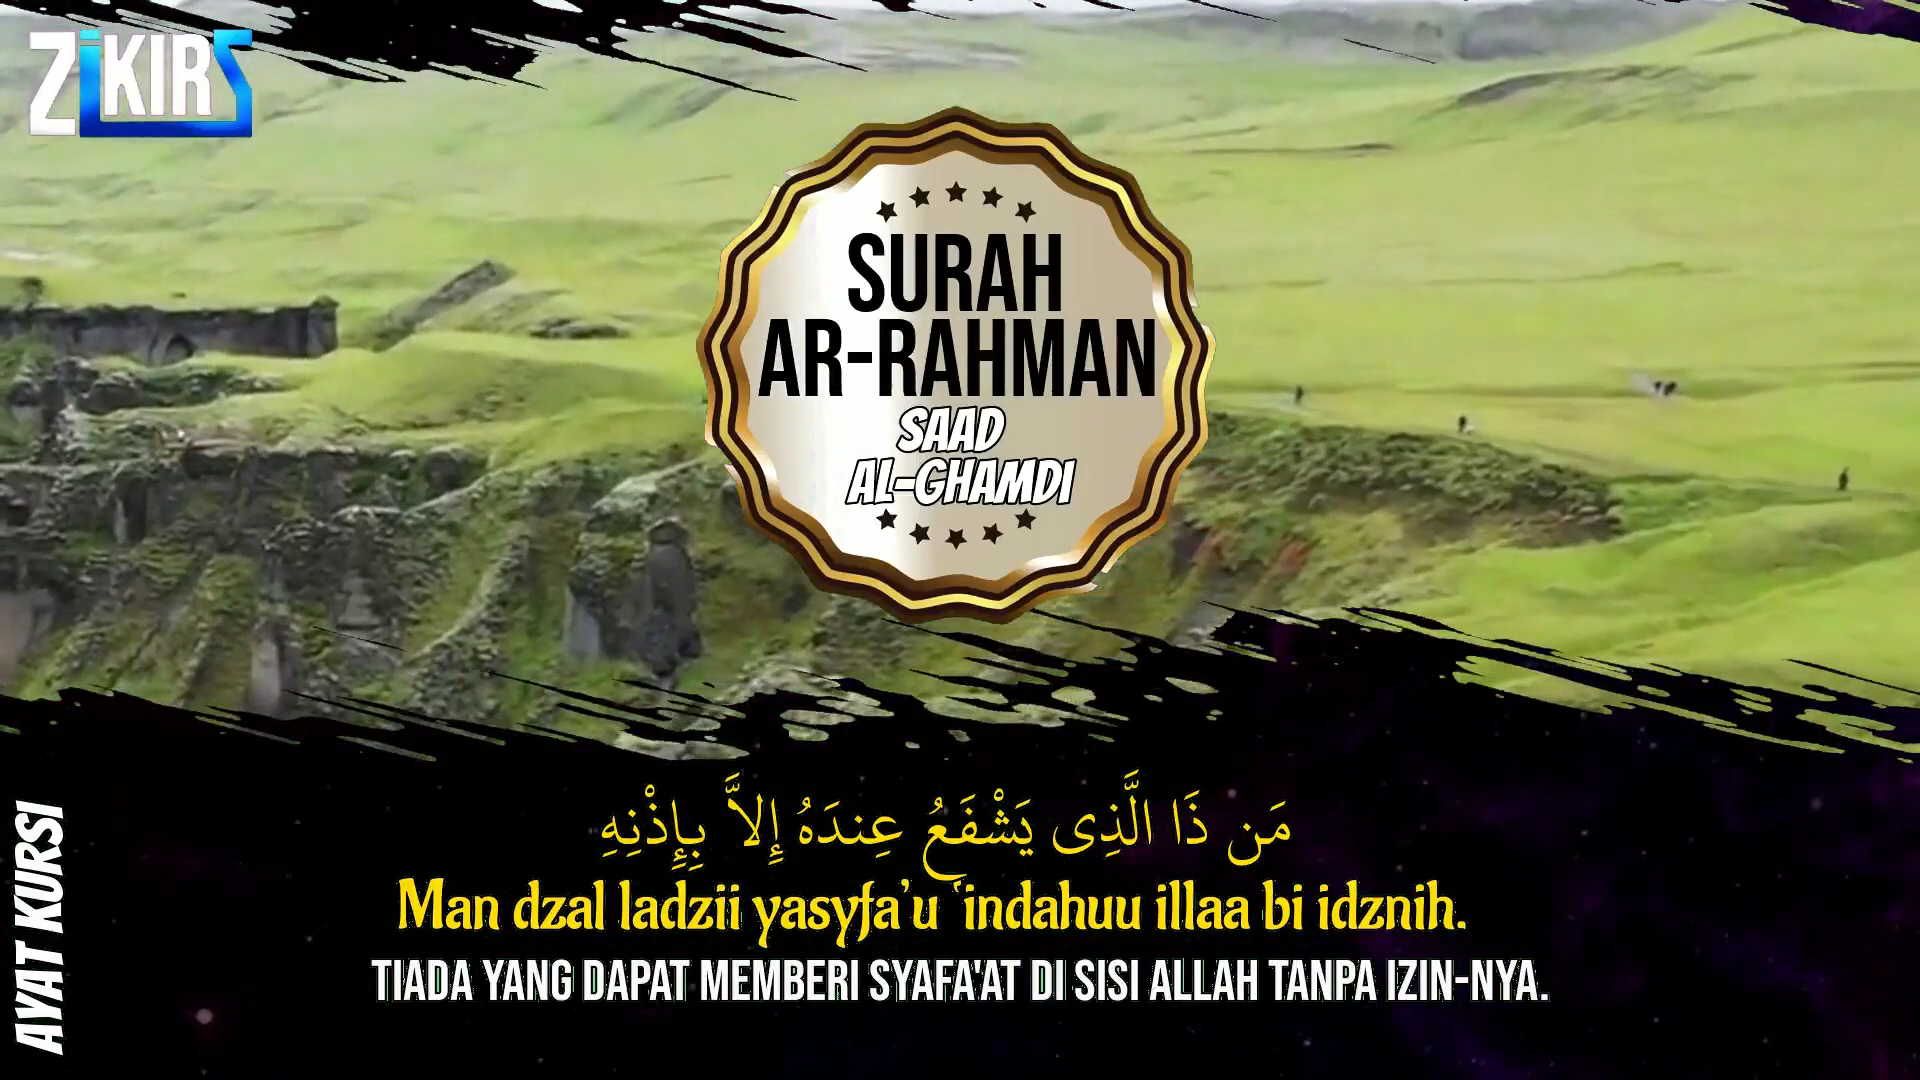 ZiKIRS
SURAH
AR-RAHMAN
SAAD
AL-GHAMDI
مَن ذَا الَّذِى يَشْفَعُ عِندَهُ إِلاَّ بِإِذْنِهِ
Man dzal ladzii yasyfa’u ‘indahuu illaa bi idznih.
TIADA YANG DAPAT MEMBERI SYAFA'AT DI SISI ALLAH TANPA IZIN-NYA.
AYAT KURSI